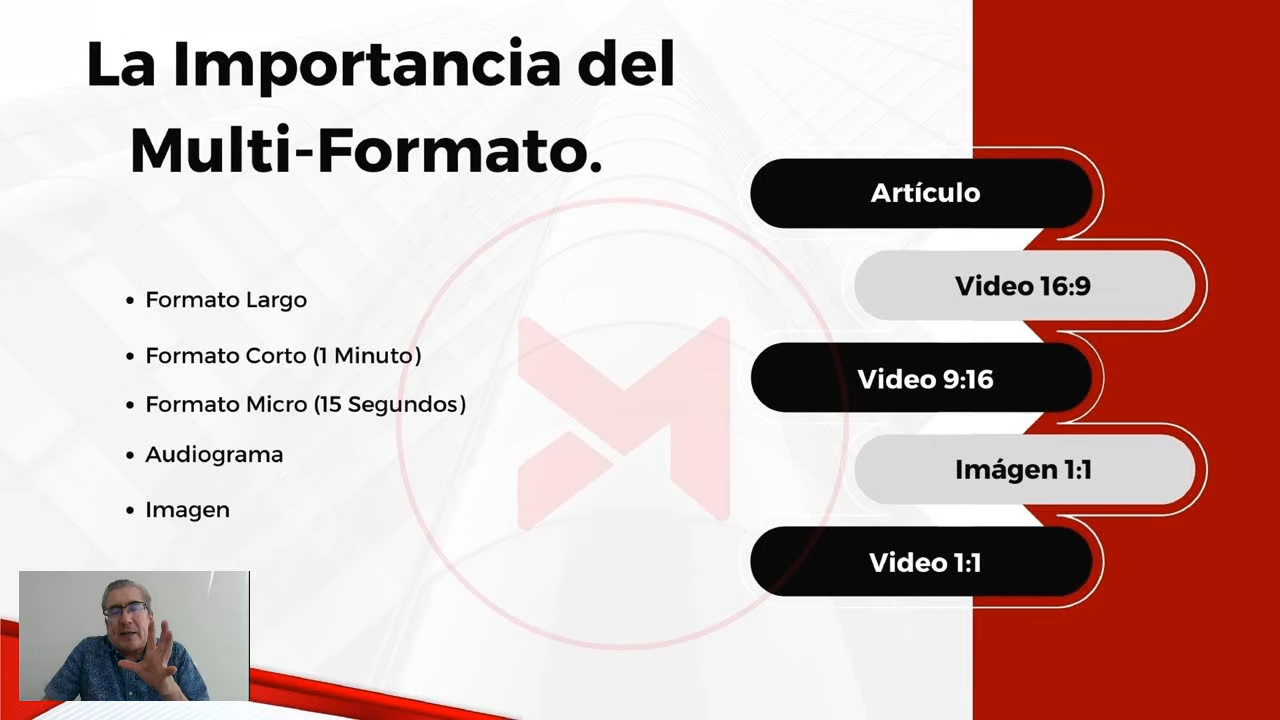 La Importancia del
Multi-Formato.
Formato Largo
Formato Corto (1 Minuto)
Formato Micro (15 Segundos)
Audiograma
Imagen
Artículo
Video 16:9
Video 9:16
Imágen 1:1
Video 1:1